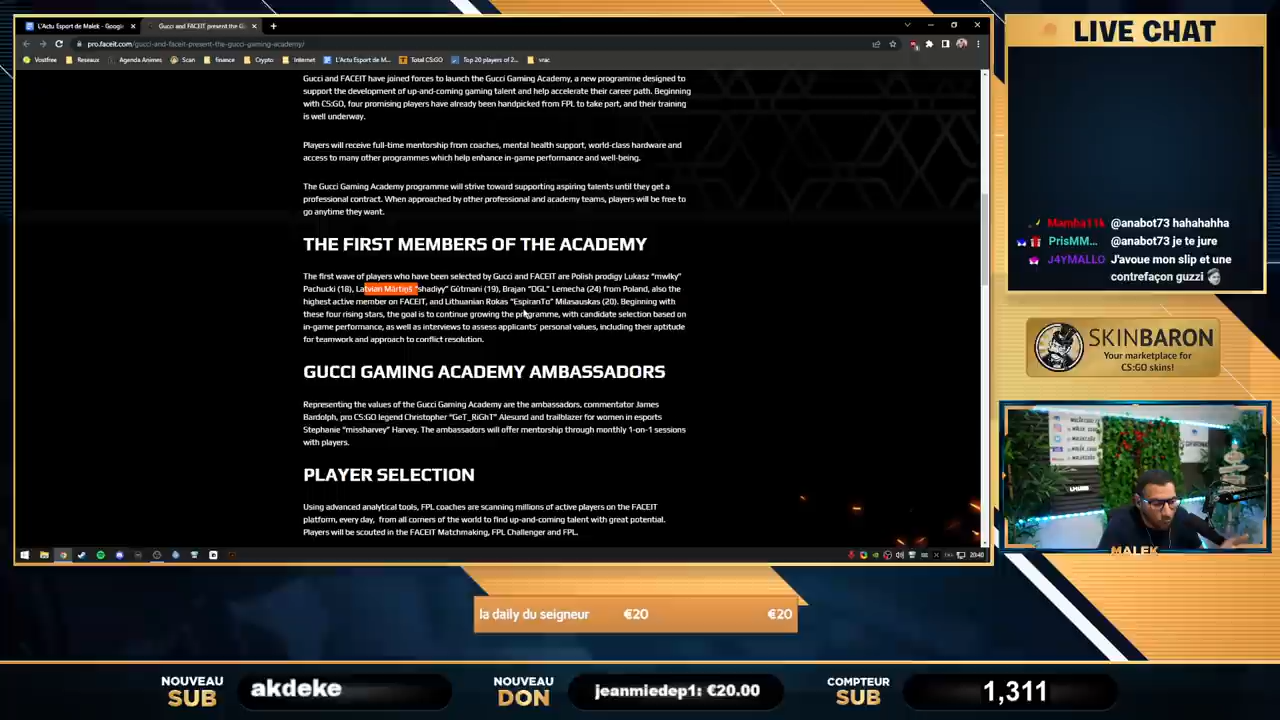 L'Actu Esport de Malek - Google
Gucci and FACEIT present the G
pro.faceit.com/gucci-and-faceit-present-the-gucci-gaming-academy/
Vostfree
Reseaux
Agenda Animes
Scan
finance
Crypto
Internet
L'Actu Esport de M...
Total CS:GO
Top 20 players of 2...
vrac
Gucci and FACEIT have joined forces to launch the Gucci Gaming Academy, a new programme designed to
support the development of up-and-coming gaming talent and help accelerate their career path. Beginning
with CS:GO, four promising players have already been handpicked from FPL to take part, and their training
is well underway.
Players will receive full-time mentorship from coaches, mental health support, world-class hardware and
access to many other programmes which help enhance in-game performance and well-being.
The Gucci Gaming Academy programme will strive toward supporting aspiring talents until they get a
professional contract. When approached by other professional and academy teams, players will be free to
go anytime they want.
THE FIRST MEMBERS OF THE ACADEMY
The first wave of players who have been selected by Gucci and FACEIT are Polish prodigy Lukasz “mwlky”
Pachucki (18), Latvian Mārtiņš “shadiyy” Gūtmani (19), Brajan “DGL” Lemecha (24) from Poland, also the
highest active member on FACEIT, and Lithuanian Rokas “EspiranTo” Milasauskas (20). Beginning with
these four rising stars, the goal is to continue growing the programme, with candidate selection based on
in-game performance, as well as interviews to assess applicants’ personal values, including their aptitude
for teamwork and approach to conflict resolution.
GUCCI GAMING ACADEMY AMBASSADORS
Representing the values of the Gucci Gaming Academy are the ambassadors, commentator James
Bardolph, pro CS:GO legend Christopher “GeT_RiGhT” Alesund and trailblazer for women in esports
Stephanie “missharvey” Harvey. The ambassadors will offer mentorship through monthly 1-on-1 sessions
with players.
PLAYER SELECTION
Using advanced analytical tools, FPL coaches are scanning millions of active players on the FACEIT
platform, every day, from all corners of the world to find up-and-coming talent with great potential.
Players will be scouted in the FACEIT Matchmaking, FPL Challenger and FPL.
20:40
LIVE CHAT
Mamba11k @anabot73 hahahahha
PrisMM... @anabot73 je te jure
J4YMALLO J'avoue mon slip et une
contrefaçon guzzi
SKINBARON
Your marketplace for
CS:GO skins!
MALEK
la daily du seigneur €20 €20
NOUVEAU
SUB
akdeke
NOUVEAU
DON
jeanmiedep1: €20.00
COMPTEUR
SUB
1,311